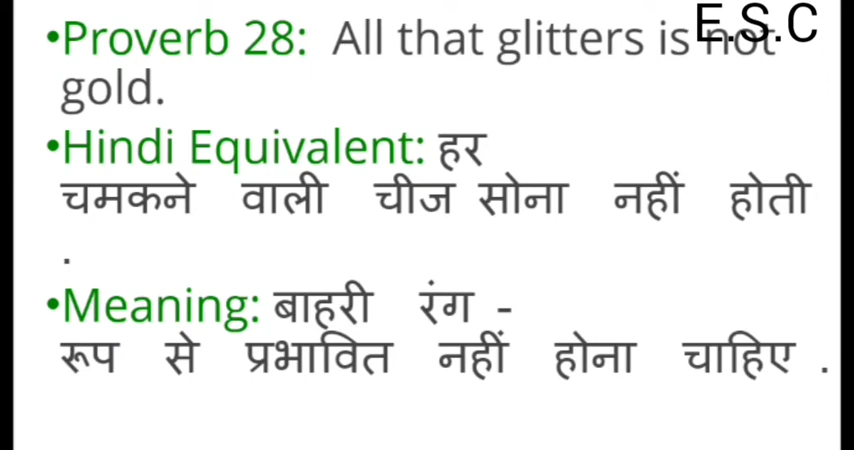 E.S.C
•Proverb 28: All that glitters is not
gold.
•Hindi Equivalent: हर
चमकने वाली चीज सोना नहीं होती
.
•Meaning: बाहरी रंग -
रूप से प्रभावित नहीं होना चाहिए .